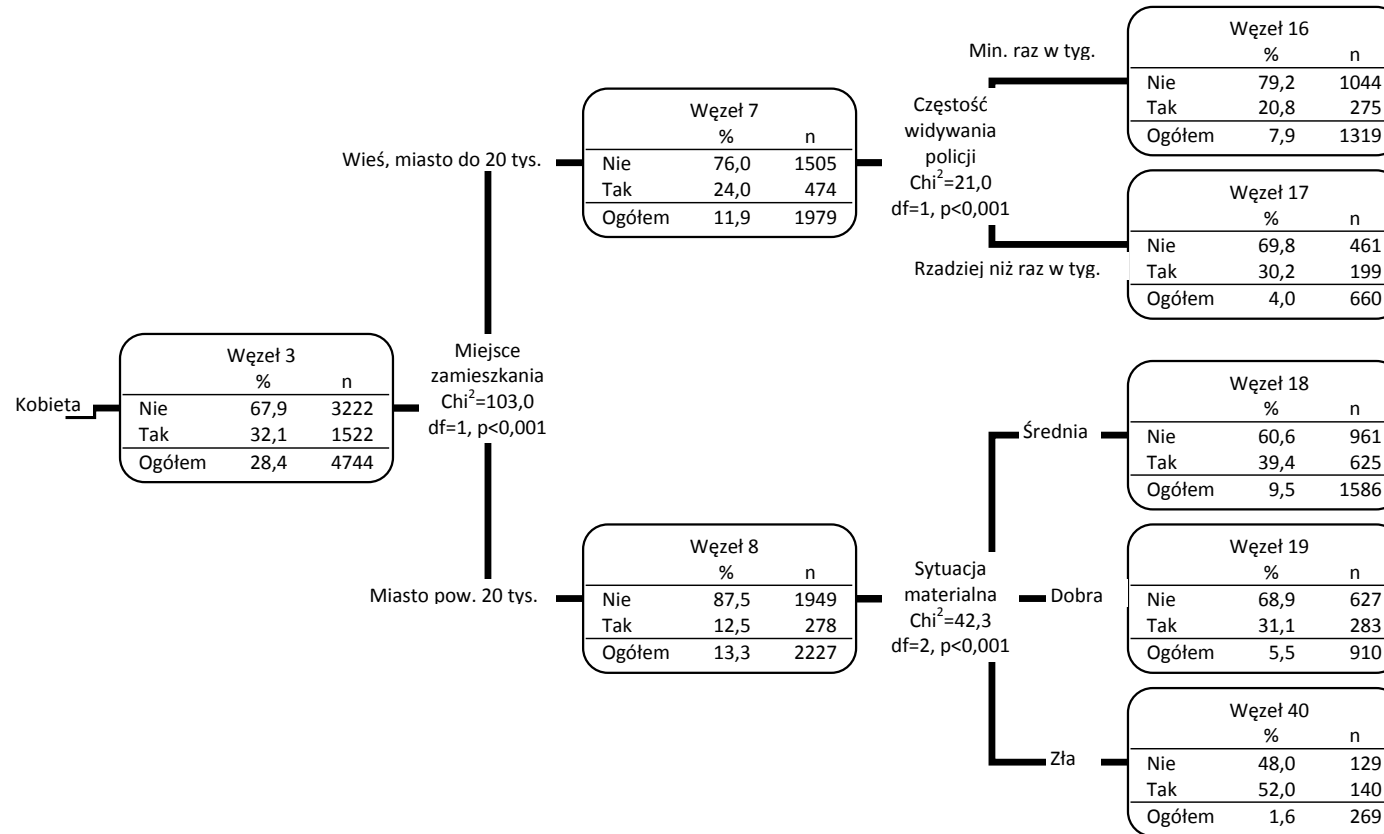 Kobieta
Węzeł 3
% n
Nie 67,9 3222
Tak 32,1 1522
Ogółem 28,4 4744
Miejsce
zamieszkania
Chi²=103,0
df=1, p<0,001
Wieś, miasto do 20 tys.
Węzeł 7
% n
Nie 76,0 1505
Tak 24,0 474
Ogółem 11,9 1979
Częstość
widywania
policji
Chi²=21,0
df=1, p<0,001
Min. raz w tyg.
Węzeł 16
% n
Nie 79,2 1044
Tak 20,8 275
Ogółem 7,9 1319
Rzadziej niż raz w tyg.
Węzeł 17
% n
Nie 69,8 461
Tak 30,2 199
Ogółem 4,0 660
Miasto pow. 20 tys.
Węzeł 8
% n
Nie 87,5 1949
Tak 12,5 278
Ogółem 13,3 2227
Sytuacja
materialna
Chi²=42,3
df=2, p<0,001
Średnia
Węzeł 18
% n
Nie 60,6 961
Tak 39,4 625
Ogółem 9,5 1586
Dobra
Węzeł 19
% n
Nie 68,9 627
Tak 31,1 283
Ogółem 5,5 910
Zła
Węzeł 40
% n
Nie 48,0 129
Tak 52,0 140
Ogółem 1,6 269